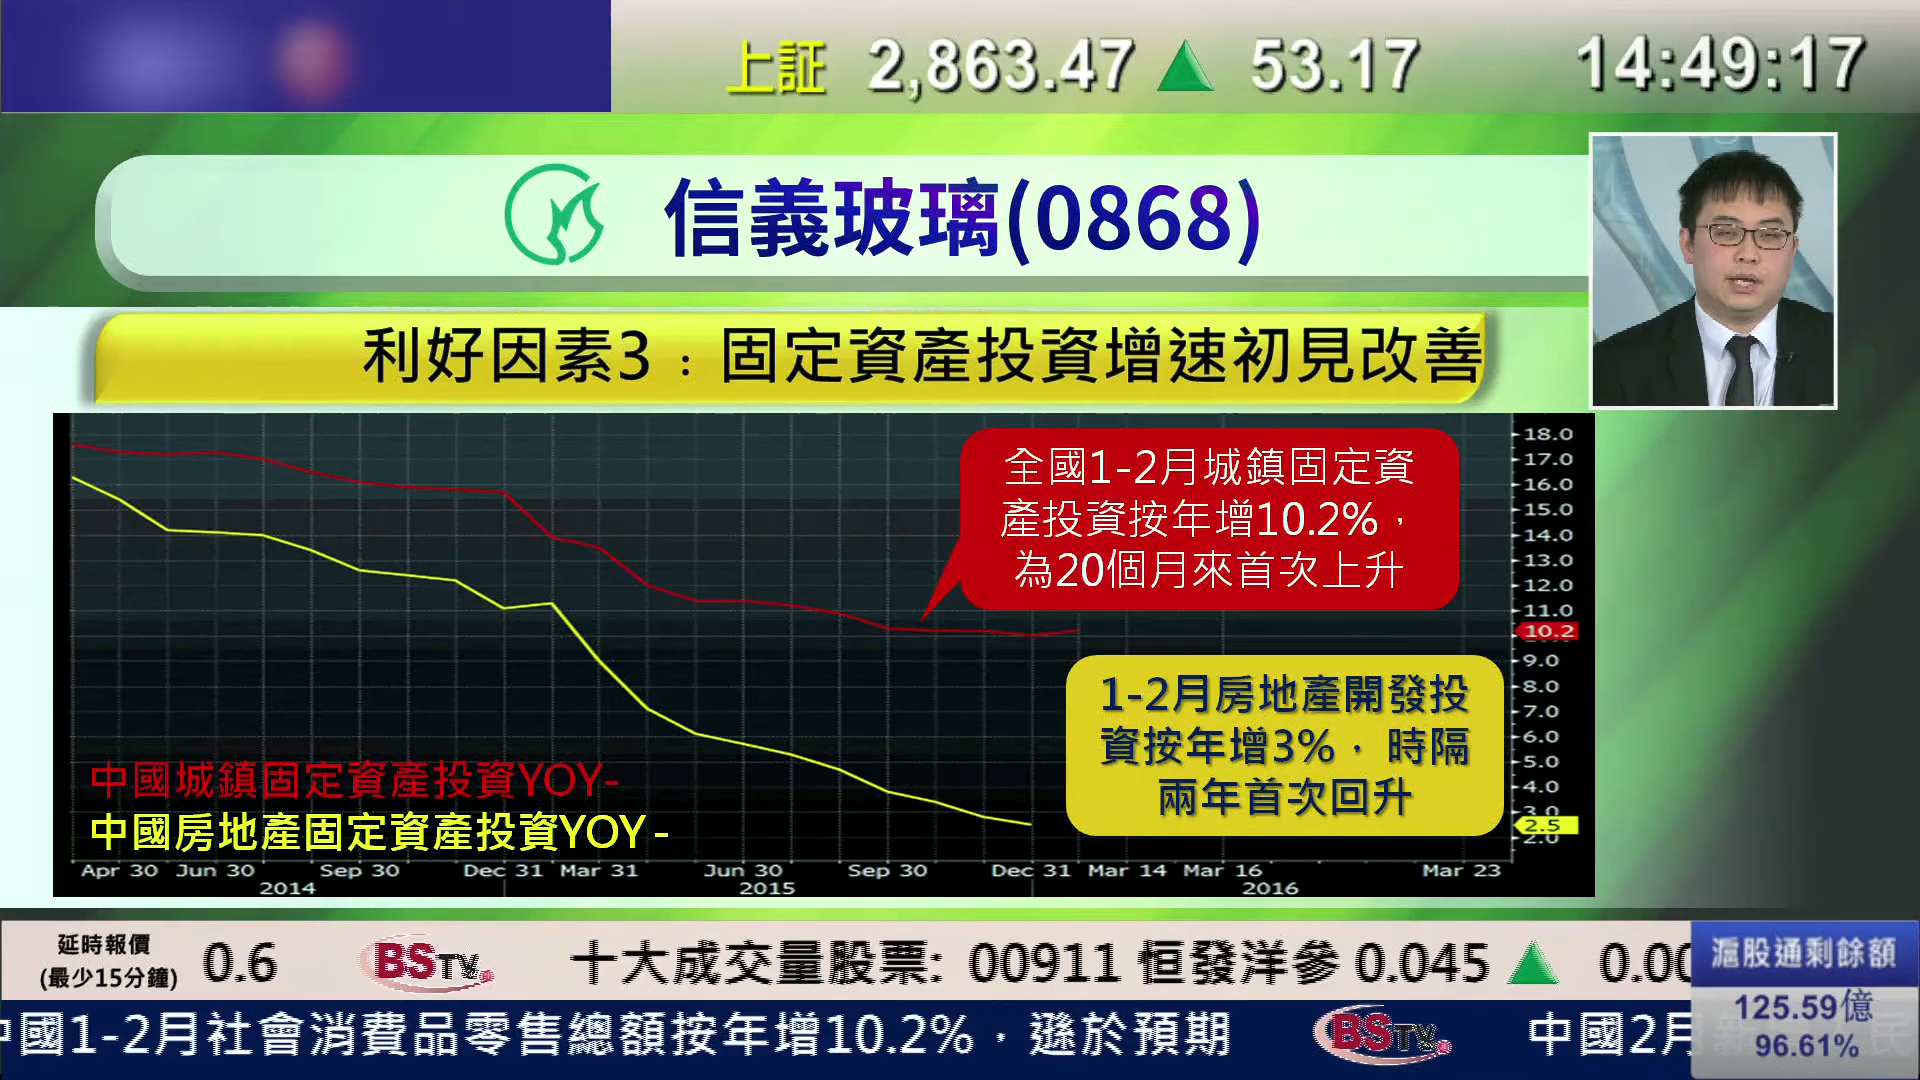 上証 2,863.47 ▲ 53.17 14:49:17
信義玻璃(0868)
利好因素3：固定資產投資增速初見改善
全國1-2月城鎮固定資
產投資按年增10.2%，
為20個月來首次上升
1-2月房地產開發投
資按年增3%，時隔
兩年首次回升
中國城鎮固定資產投資YOY-
中國房地產固定資產投資YOY-
18.0
17.0
16.0
15.0
14.0
13.0
12.0
11.0
10.2
9.0
8.0
7.0
6.0
5.0
4.0
3.0
2.5
2.0
Apr 30 Jun 30 Sep 30 Dec 31 Mar 31 Jun 30 Sep 30 Dec 31 Mar 14 Mar 16 Mar 23
2014 2015 2016
延時報價
(最少15分鐘)
0.6 BSTV 十大成交量股票: 00911 恒發洋參 0.045 ▲ 0.00
滬股通剩餘額
125.59億
96.61%
中國1-2月社會消費品零售總額按年增10.2%，遜於預期 BSTV 中國2月新